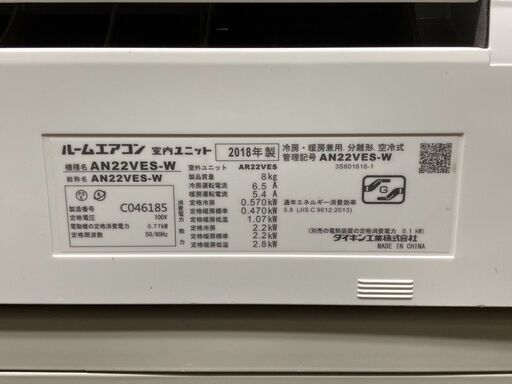 ルームエアコン 室内ユニット 2018年製
機種名 AN22VES-W
総称名 AN22VES-W
製造番号 C046185
定格電圧 100V
電動機の定格消費電力 0.77kW
定格周波数 50/60Hz
室外ユニット AR22VES
製品質量 8kg
冷房運転電流 6.5A
暖房運転電流 5.4A
定格冷房 0.570kW
定格暖房標準 0.470kW
定格暖房低温 1.07kW
定格冷房 2.2kW
定格暖房標準 2.2kW
定格暖房低温 2.8kW
冷房・暖房兼用.分離形.空冷式
管理記号 AN22VES-W
3S601618-1
G
通年エネルギー消費効率
5.8 (JIS C 9612:2013)
(別売の電熱装置の定格消費電力 0.1 kW)
ダイキン工業株式会社
MADE IN CHINA